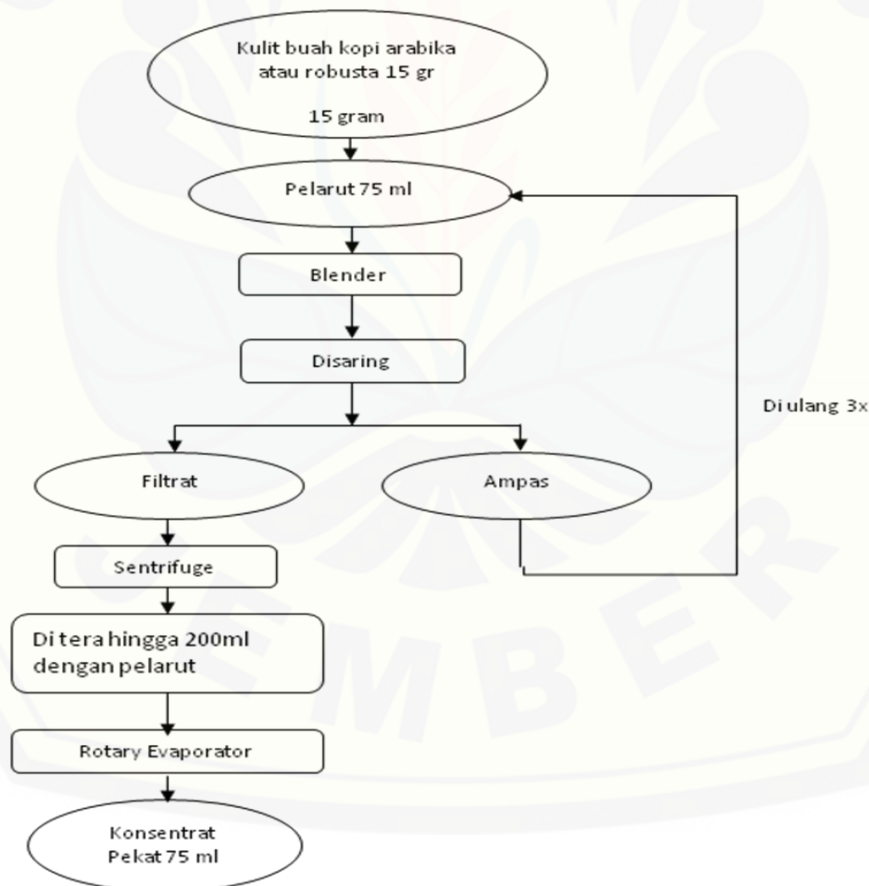 Kulit buah kopi arabika
atau robusta 15 gr
15 gram
Pelarut 75 ml
Blender
Disaring
Di ulang 3x
Filtrat
Ampas
Sentrifuge
Di tera hingga 200ml
dengan pelarut
Rotary Evaporator
Konsentrat
Pekat 75 ml
JEMBER